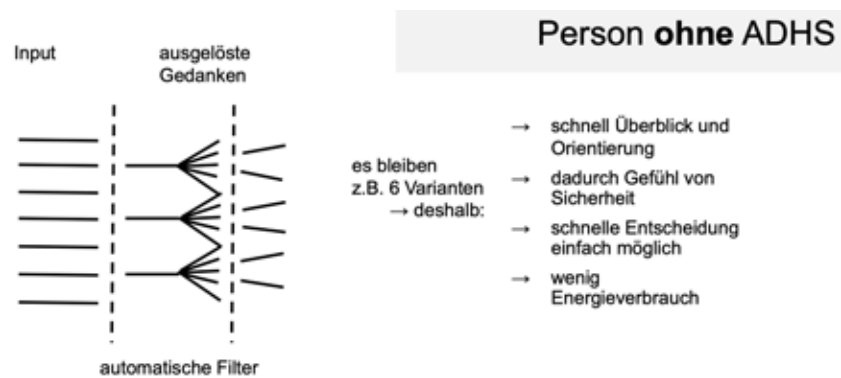 Person ohne ADHS
Input
ausgelöste
Gedanken
es bleiben
z.B. 6 Varianten
→ deshalb:
→ schnell Überblick und
Orientierung
→ dadurch Gefühl von
Sicherheit
→ schnelle Entscheidung
einfach möglich
→ wenig
Energieverbrauch
automatische Filter